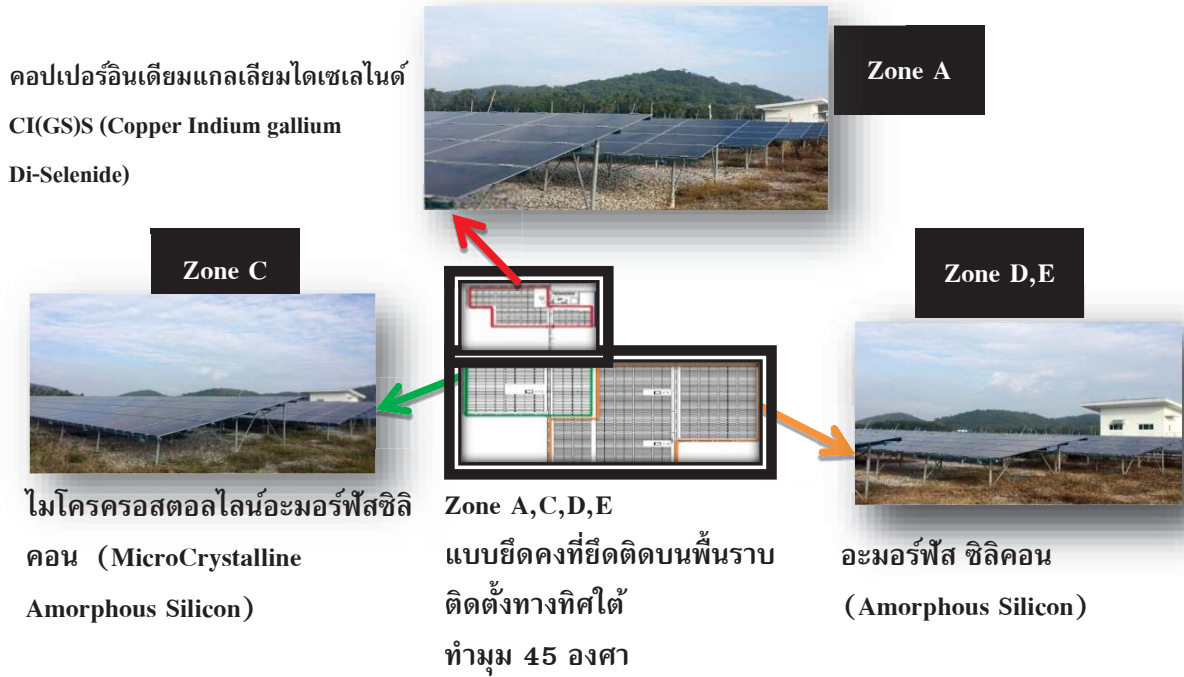 คอปเปอร์อินเดียมแกลเลียมไดเซเลไนด์
CI(GS)S (Copper Indium gallium
Di-Selenide)
Zone A
Zone C
Zone D,E
ไมโครครอสตอลไลน์อะมอร์ฟัสซิลิ
คอน (MicroCrystalline
Amorphous Silicon)
Zone A,C,D,E
แบบยึดคงที่ยึดติดบนพื้นราบ
ติดตั้งทางทิศใต้
ทำมุม 45 องศา
อะมอร์ฟัส ซิลิคอน
(Amorphous Silicon)